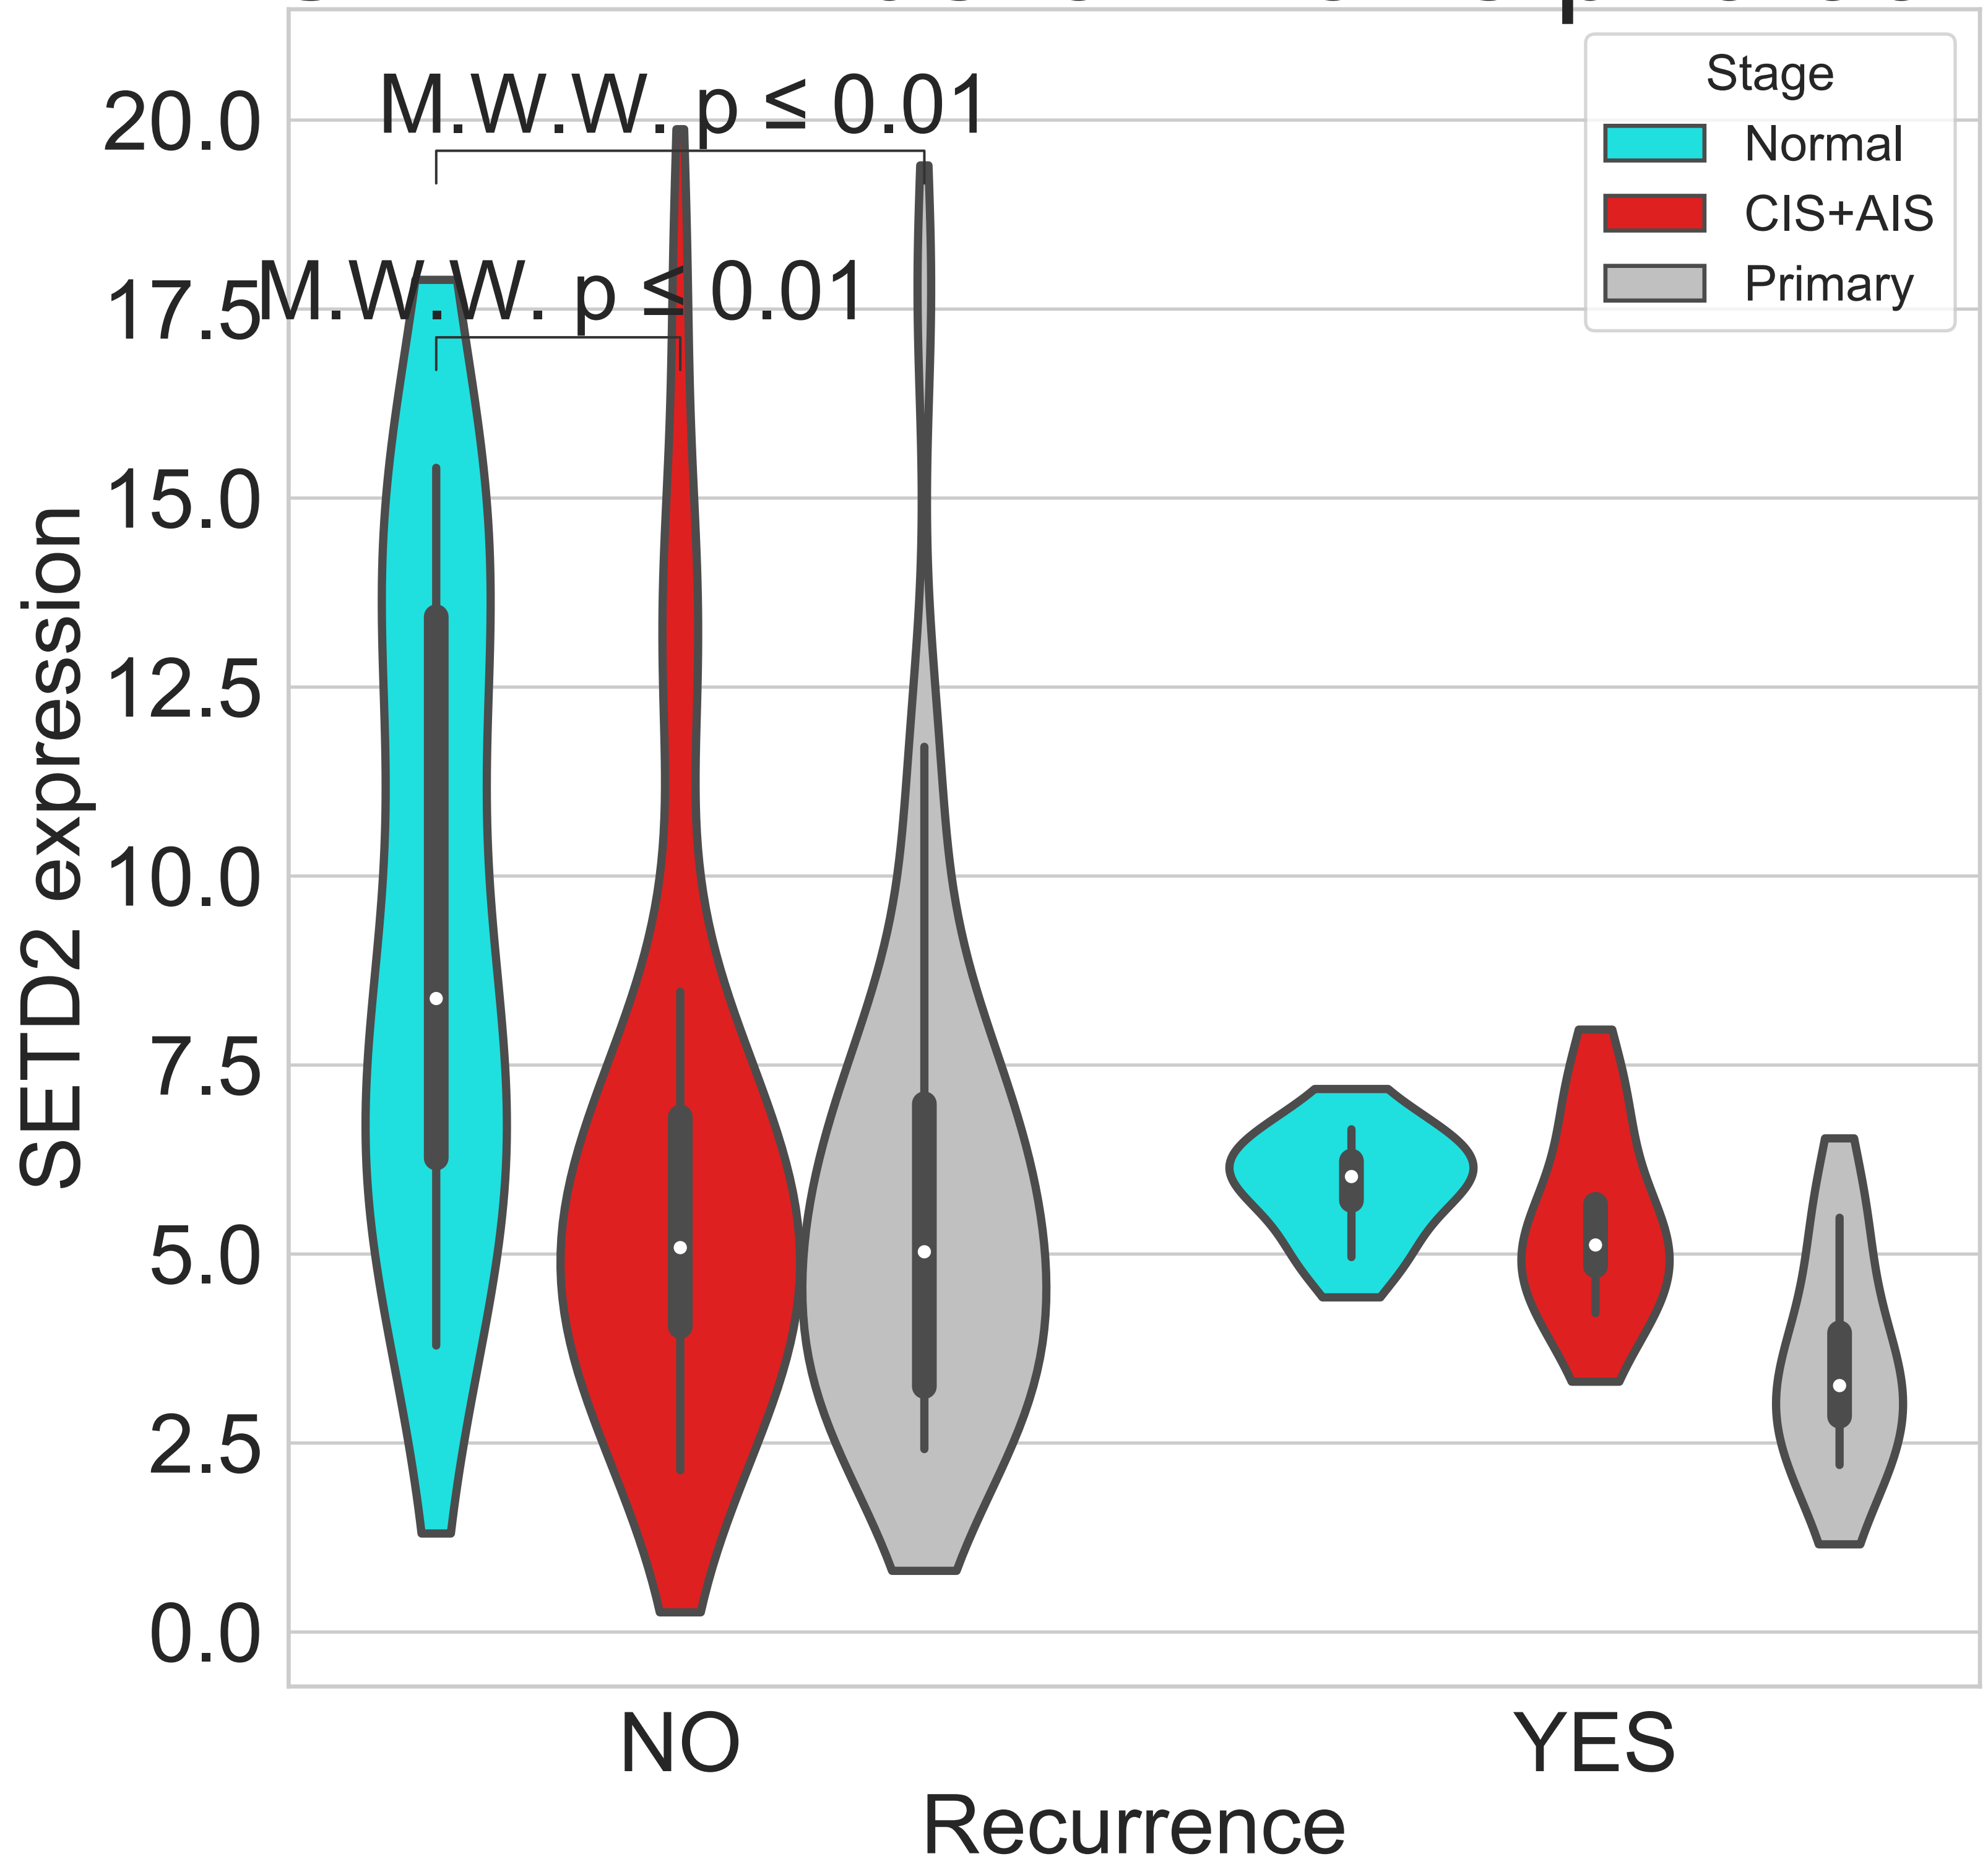 Stage
Normal
CIS+AIS
Primary
M.W.W. p ≤ 0.01
M.W.W. p ≤ 0.01
20.0
17.5
15.0
12.5
10.0
7.5
5.0
2.5
0.0
SETD2 expression
NO
YES
Recurrence